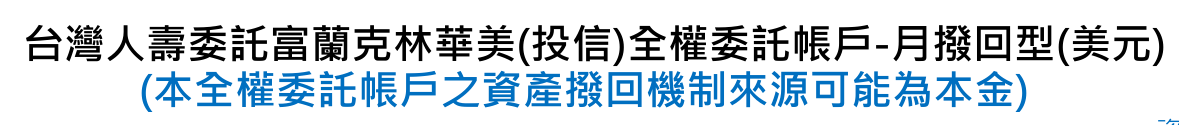 台灣人壽委託富蘭克林華美(投信)全權委託帳戶-月撥回型(美元)
(本全權委託帳戶之資產撥回機制來源可能為本金)